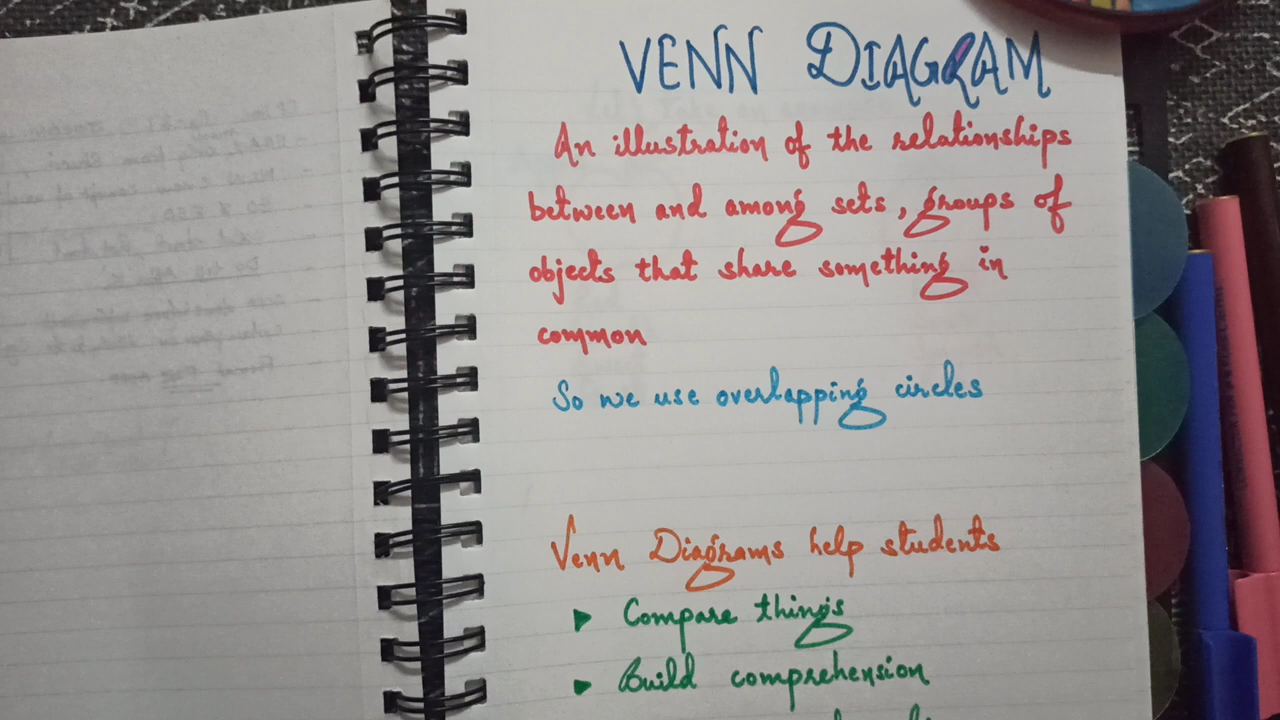 VENN DIAGRAM
An illustration of the relationships
between and among sets, groups of
objects that share something in
common
So we use overlapping circles
Venn Diagrams help students
▶ Compare things
▶ Build comprehension